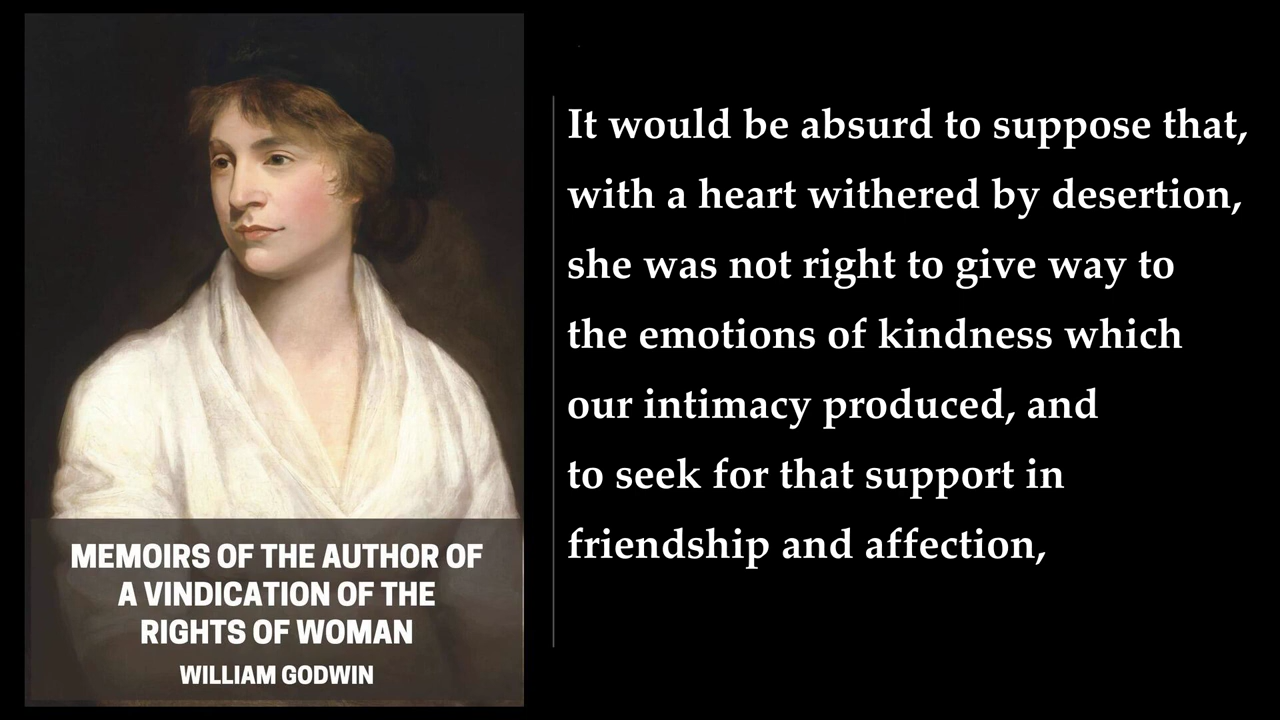 MEMOIRS OF THE AUTHOR OF
A VINDICATION OF THE
RIGHTS OF WOMAN
WILLIAM GODWIN
It would be absurd to suppose that,
with a heart withered by desertion,
she was not right to give way to
the emotions of kindness which
our intimacy produced, and
to seek for that support in
friendship and affection,